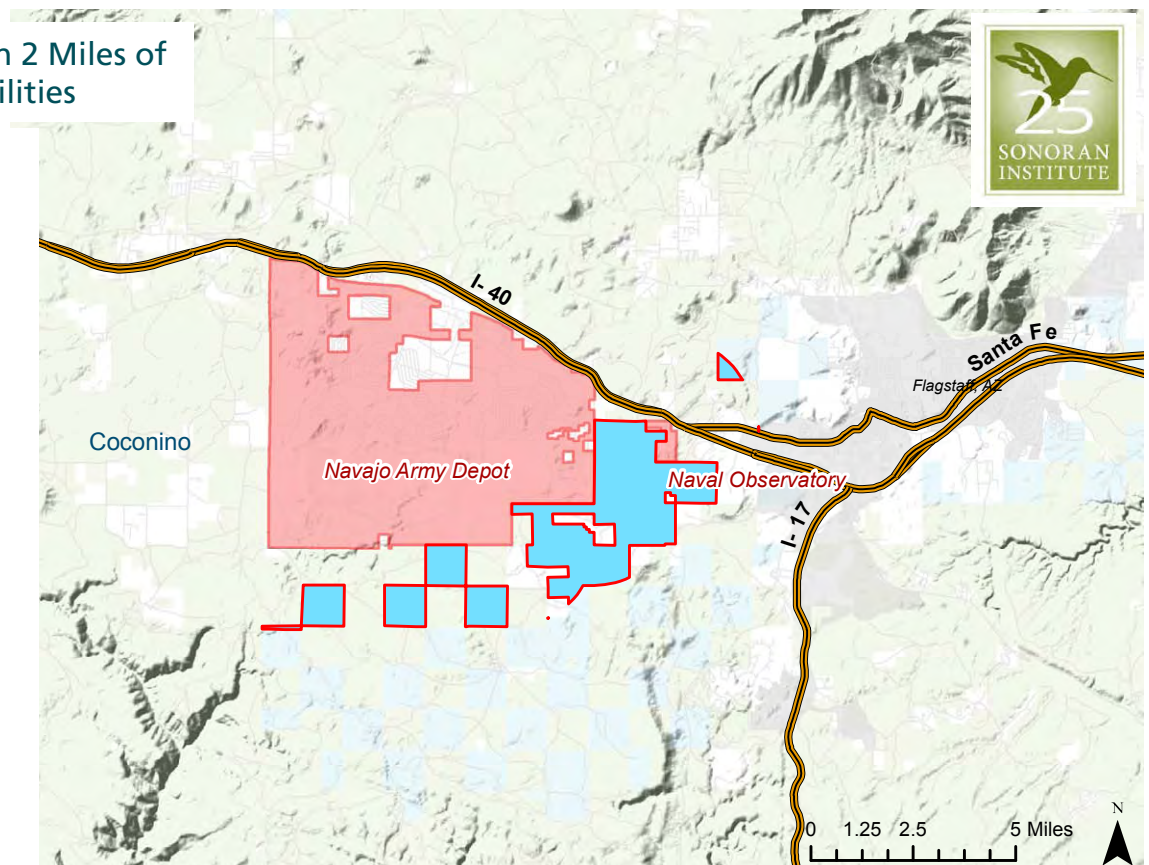 n 2 Miles of
ilities
25
SONORAN
INSTITUTE
I- 40
Santa Fe
Flagstaff, AZ
Coconino
Navajo Army Depot
Naval Observatory
I- 17
N
0 1.25 2.5 5 Miles